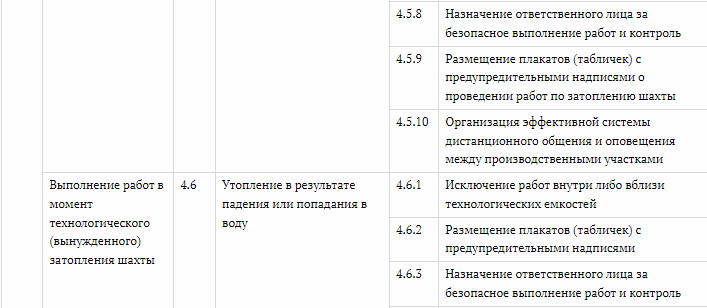 4.5.8
Назначение ответственного лица за
безопасное выполнение работ и контроль
4.5.9
Размещение плакатов (табличек) с
предупредительными надписями о
проведении работ по затоплению шахты
4.5.10
Организация эффективной системы
дистанционного общения и оповещения
между производственными участками
Выполнение работ в
момент
технологического
(вынужденного)
затопления шахты
4.6
Утопление в результате
падения или попадания в
воду
4.6.1
Исключение работ внутри либо вблизи
технологических емкостей
4.6.2
Размещение плакатов (табличек) с
предупредительными надписями
4.6.3
Назначение ответственного лица за
безопасное выполнение работ и контроль